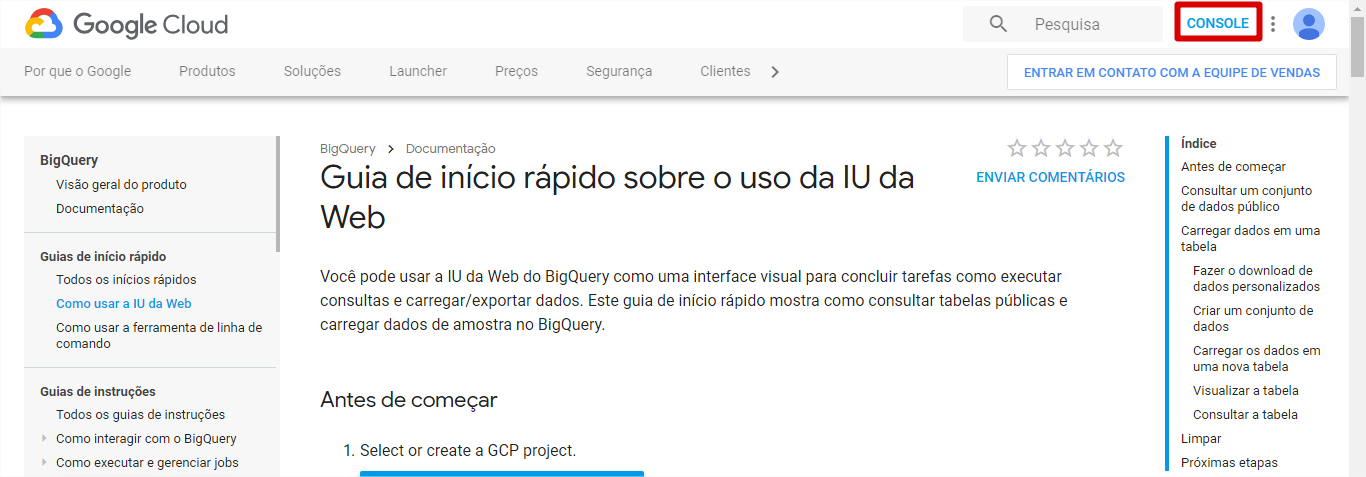 Google Cloud
Pesquisa
CONSOLE
Por que o Google
Produtos
Soluções
Launcher
Preços
Segurança
Clientes
ENTRAR EM CONTATO COM A EQUIPE DE VENDAS
BigQuery
Visão geral do produto
Documentação
Guias de início rápido
Todos os inícios rápidos
Como usar a IU da Web
Como usar a ferramenta de linha de
comando
Guias de instruções
Todos os guias de instruções
Como interagir com o BigQuery
Como executar e gerenciar jobs
BigQuery
Documentação
Guia de início rápido sobre o uso da IU da
Web
ENVIAR COMENTÁRIOS
Você pode usar a IU da Web do BigQuery como uma interface visual para concluir tarefas como executar
consultas e carregar/exportar dados. Este guia de início rápido mostra como consultar tabelas públicas e
carregar dados de amostra no BigQuery.
Antes de começar
1. Select or create a GCP project.
Índice
Antes de começar
Consultar um conjunto
de dados público
Carregar dados em uma
tabela
Fazer o download de
dados personalizados
Criar um conjunto de
dados
Carregar os dados em
uma nova tabela
Visualizar a tabela
Consultar a tabela
Limpar
Próximas etapas